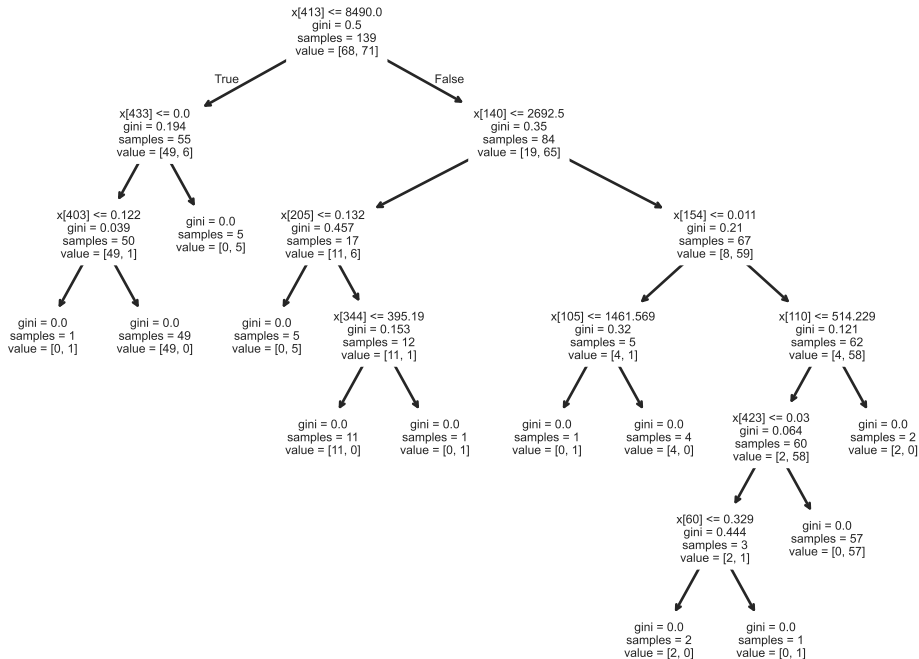 x[413] <= 8490.0
gini = 0.5
samples = 139
value = [68, 71]
True
False
x[433] <= 0.0
gini = 0.194
samples = 55
value = [49, 6]
x[140] <= 2692.5
gini = 0.35
samples = 84
value = [19, 65]
x[403] <= 0.122
gini = 0.039
samples = 50
value = [49, 1]
gini = 0.0
samples = 5
value = [0, 5]
x[205] <= 0.132
gini = 0.457
samples = 17
value = [11, 6]
x[154] <= 0.011
gini = 0.21
samples = 67
value = [8, 59]
gini = 0.0
samples = 1
value = [0, 1]
gini = 0.0
samples = 49
value = [49, 0]
gini = 0.0
samples = 5
value = [0, 5]
x[344] <= 395.19
gini = 0.153
samples = 12
value = [11, 1]
x[105] <= 1461.569
gini = 0.32
samples = 5
value = [4, 1]
x[110] <= 514.229
gini = 0.121
samples = 62
value = [4, 58]
gini = 0.0
samples = 11
value = [11, 0]
gini = 0.0
samples = 1
value = [0, 1]
gini = 0.0
samples = 1
value = [0, 1]
gini = 0.0
samples = 4
value = [4, 0]
x[423] <= 0.03
gini = 0.064
samples = 60
value = [2, 58]
gini = 0.0
samples = 2
value = [2, 0]
x[60] <= 0.329
gini = 0.444
samples = 3
value = [2, 1]
gini = 0.0
samples = 57
value = [0, 57]
gini = 0.0
samples = 2
value = [2, 0]
gini = 0.0
samples = 1
value = [0, 1]